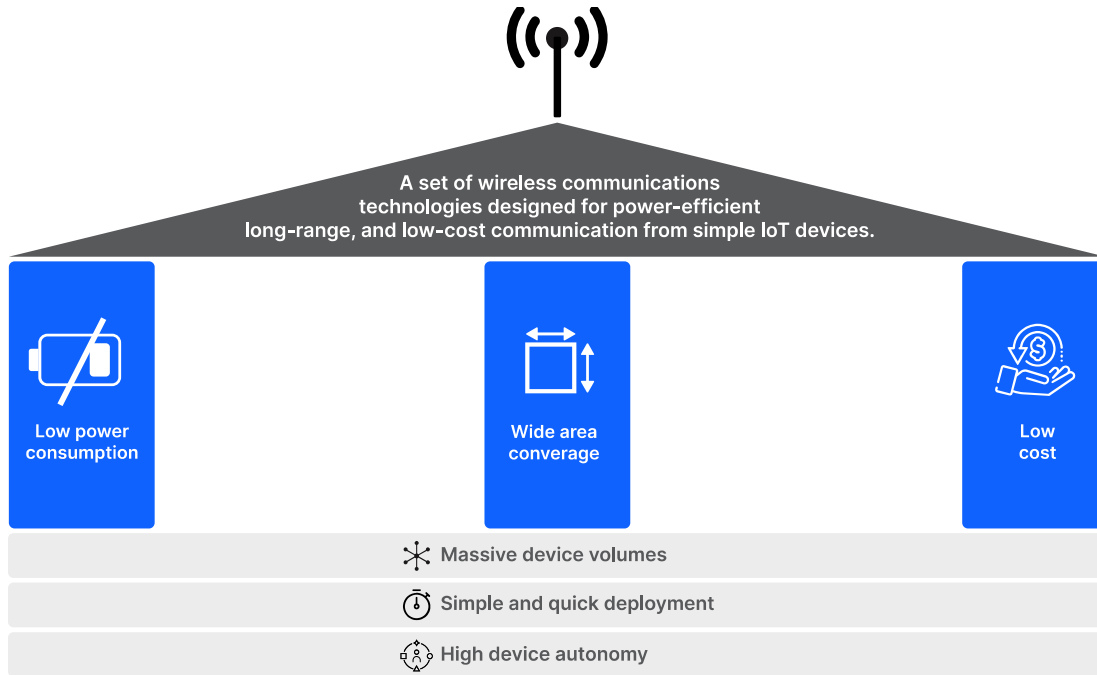 A set of wireless communications
technologies designed for power-efficient
long-range, and low-cost communication from simple IoT devices.
Low power
consumption
Wide area
converage
Low
cost
Massive device volumes
Simple and quick deployment
High device autonomy